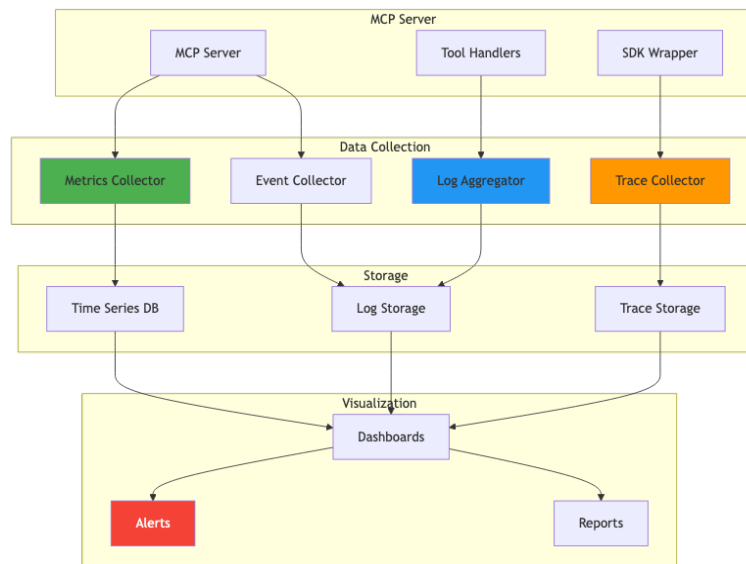 MCP Server
MCP Server
Tool Handlers
SDK Wrapper
Data Collection
Metrics Collector
Event Collector
Log Aggregator
Trace Collector
Storage
Time Series DB
Log Storage
Trace Storage
Visualization
Dashboards
Alerts
Reports